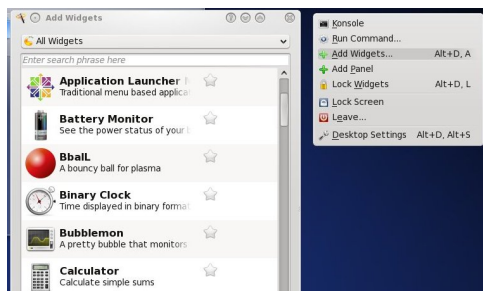 Add Widgets
All Widgets
Enter search phrase here
Application Launcher
Traditional menu based applica
Battery Monitor
See the power status of your
BbalL
A bouncy ball for plasma
Binary Clock
Time displayed in binary format
Bubblemon
A pretty bubble that monitors
Calculator
Calculate simple sums
Konsole
Run Command...
Add Widgets... Alt+D, A
Add Panel
Lock Widgets Alt+D, L
Lock Screen
Leave...
Desktop Settings Alt+D, Alt+S